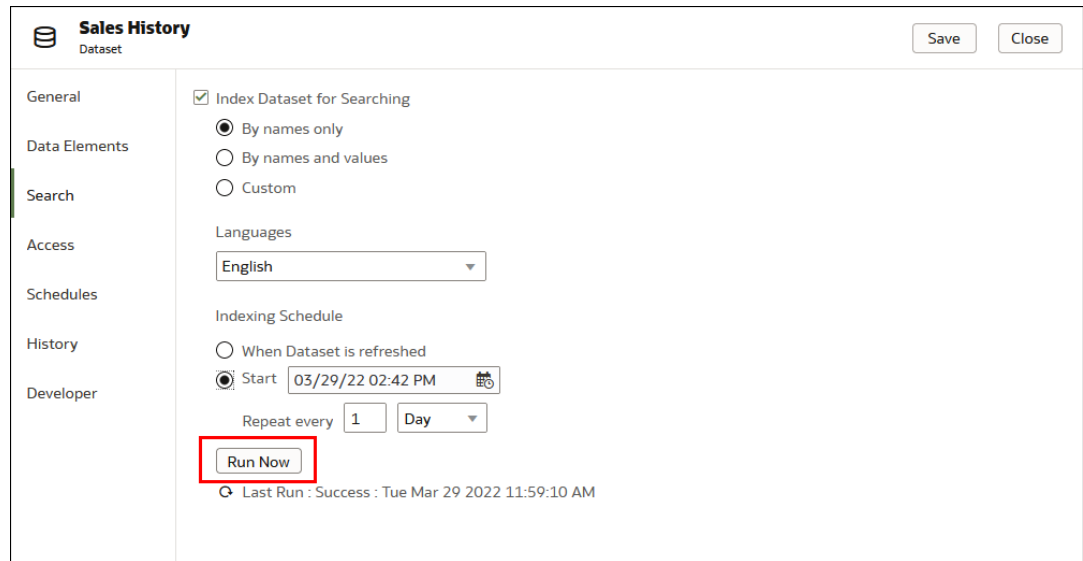 Sales History
Dataset
Save
Close
General
Data Elements
Search
Access
Schedules
History
Developer
Index Dataset for Searching
By names only
By names and values
Custom
Languages
English
Indexing Schedule
When Dataset is refreshed
Start 03/29/22 02:42 PM
Repeat every 1 Day
Run Now
Last Run : Success : Tue Mar 29 2022 11:59:10 AM